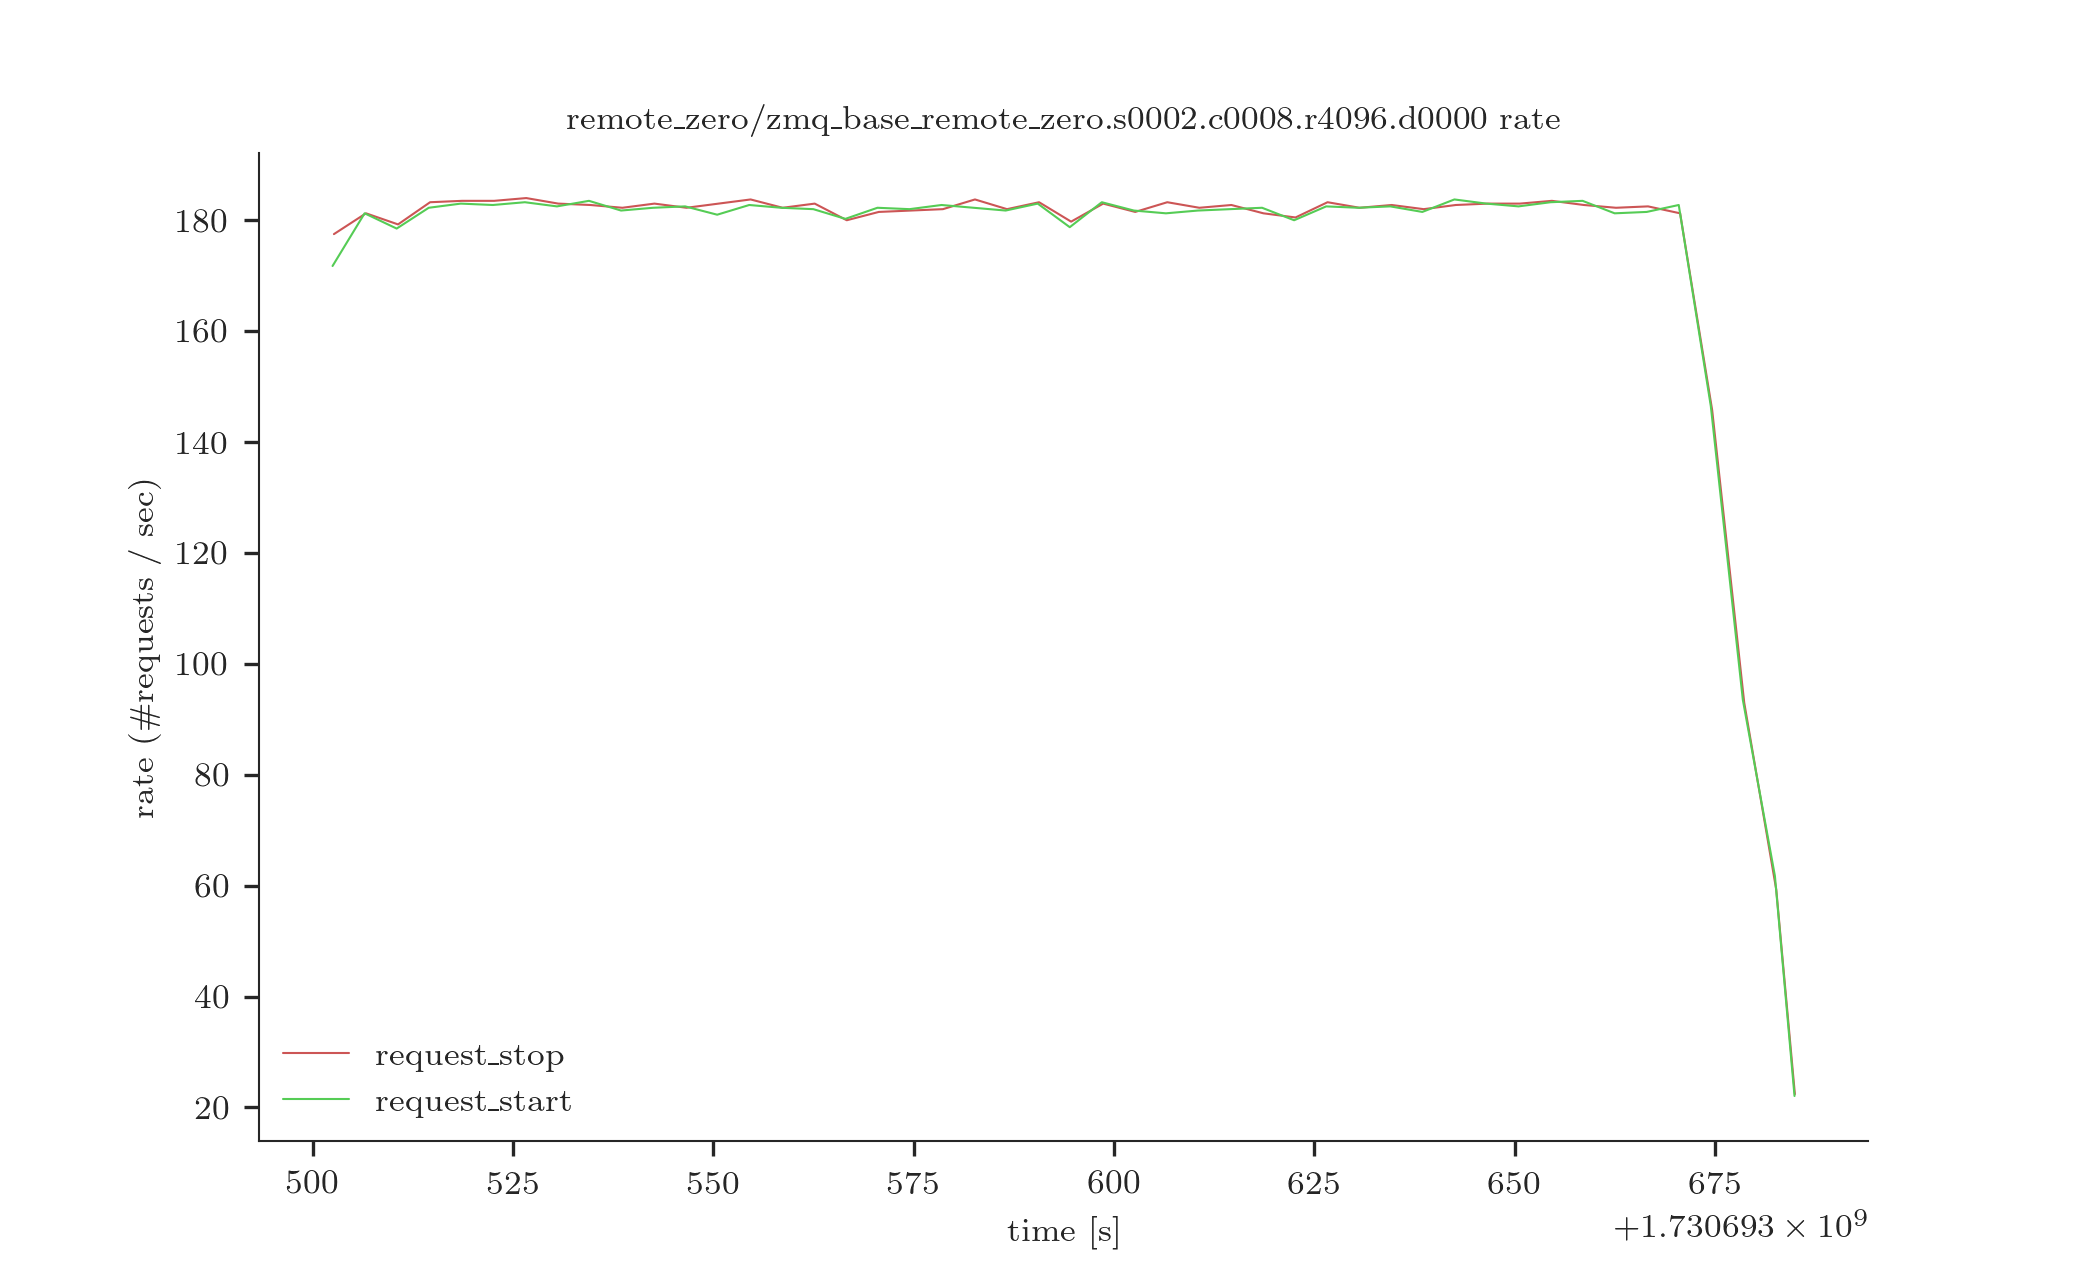 remote_zero/zmq_base_remote_zero.s0002.c0008.r4096.d0000 rate
rate (#requests / sec)
180
160
140
120
100
80
60
40
20
request_stop
request_start
500 525 550 575 600 625 650 675
time [s]
+1.730693 × 10⁹